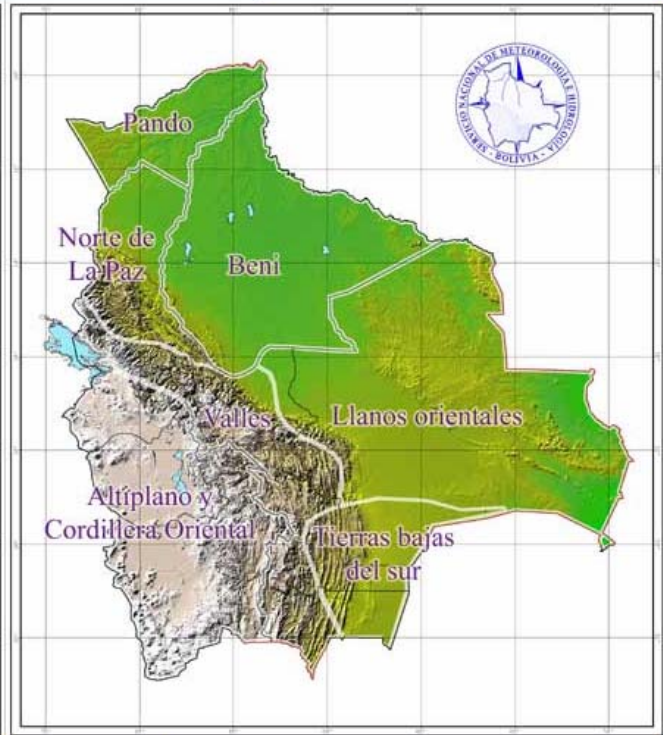 SERVICIO NACIONAL DE METEOROLOGIA E HIDROLOGIA
- BOLIVIA -
Pando
Norte de
La Paz
Beni
Valles
Llanos orientales
Altiplano y
Cordillera Oriental
Tierras bajas
del sur